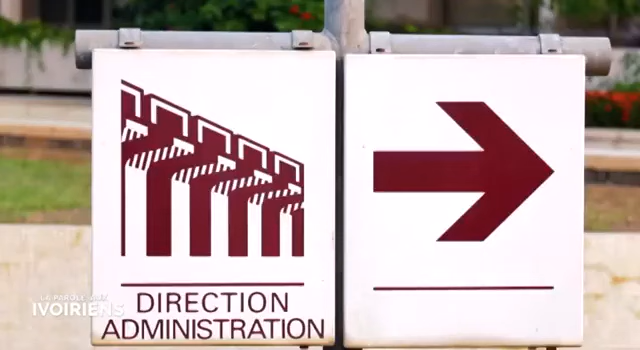 DIRECTION
ADMINISTRATION
LA PAROLE AUX
IVOIRIENS